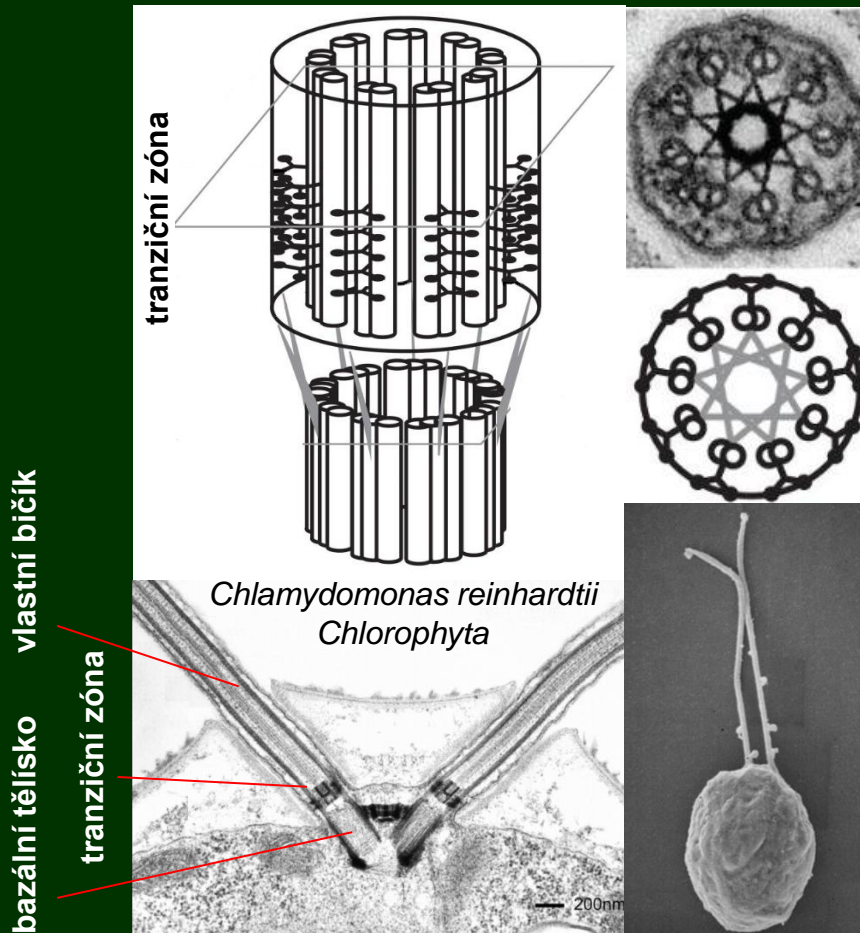 tranziční zóna
Chlamydomonas reinhardtii
Chlorophyta
vlastní bičík
tranziční zóna
bazální tělísko
200nm